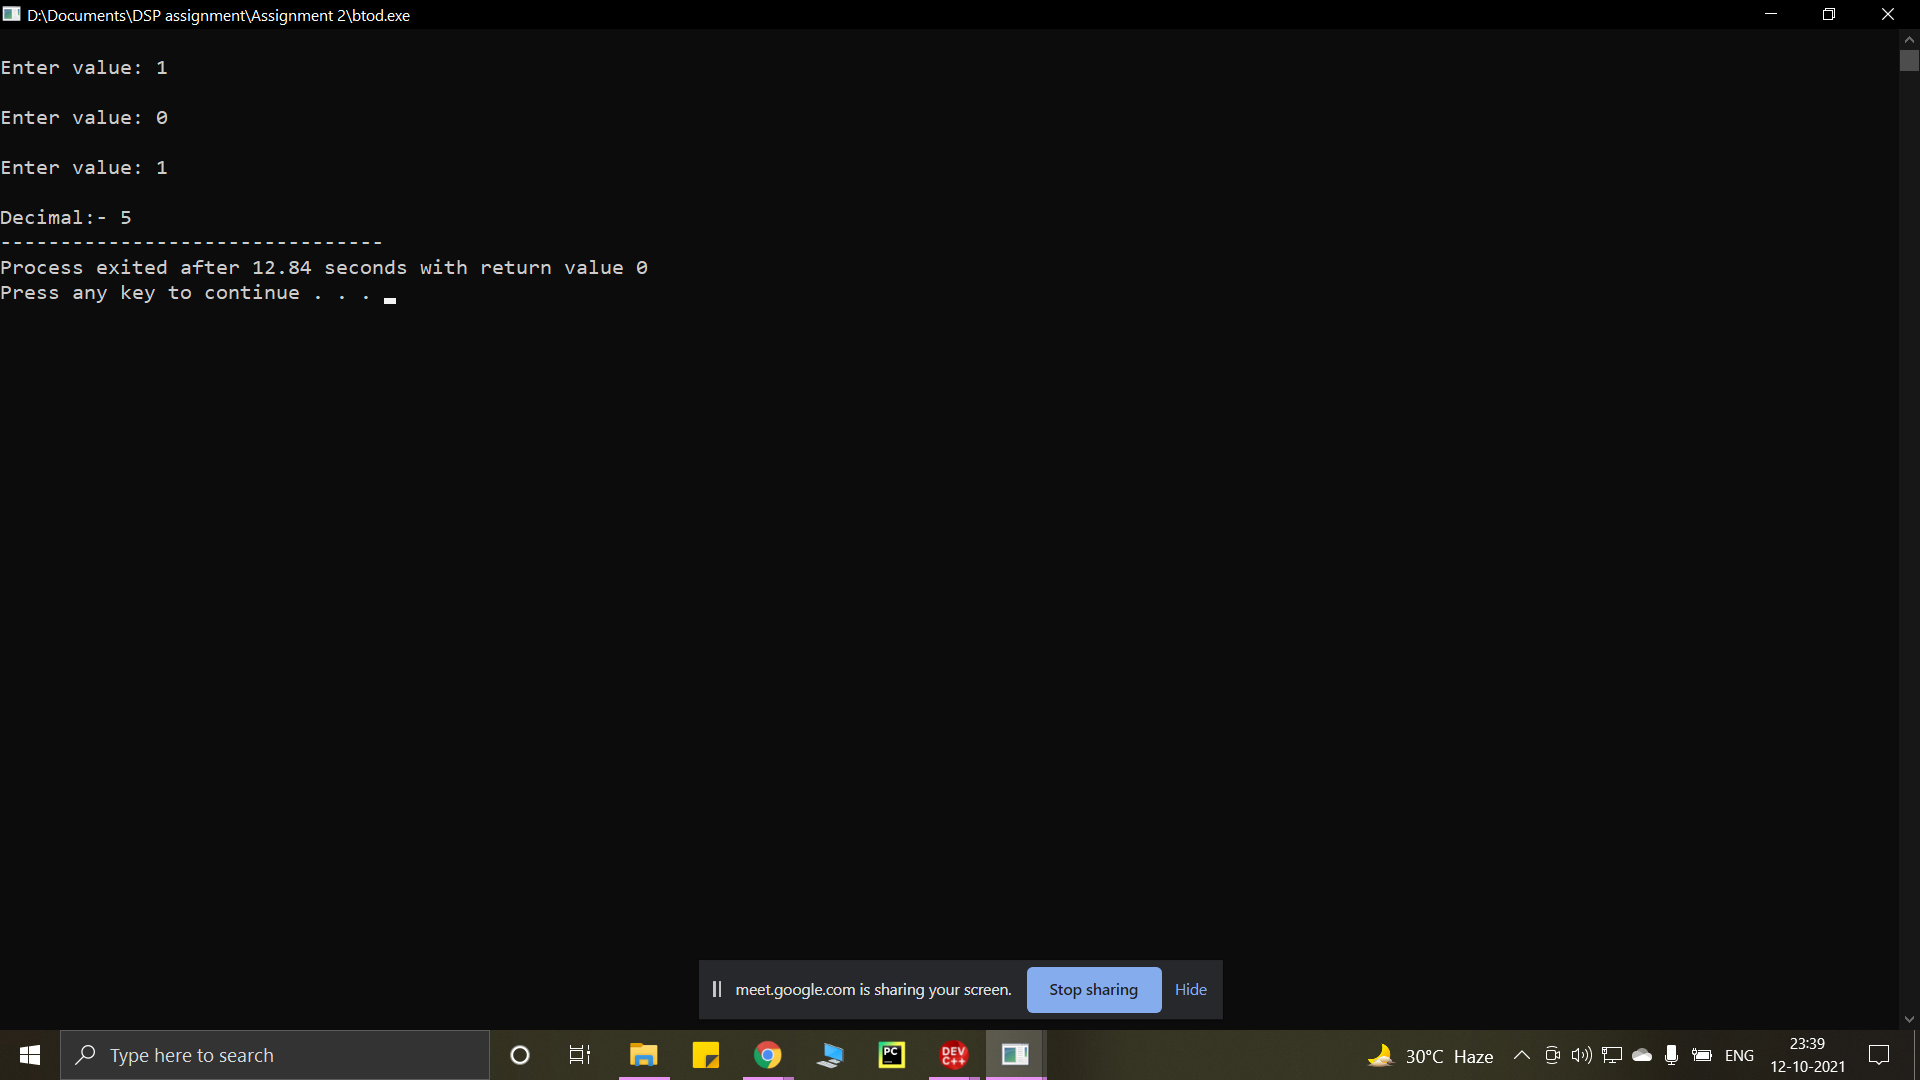 D:\Documents\DSP assignment\Assignment 2\btod.exe
Enter value: 1
Enter value: 0
Enter value: 1
Decimal:- 5
--------------------------------
Process exited after 12.84 seconds with return value 0
Press any key to continue . . .
meet.google.com is sharing your screen. Stop sharing Hide
Type here to search
PC
DEV
C++
30°C Haze
ENG
23:39
12-10-2021